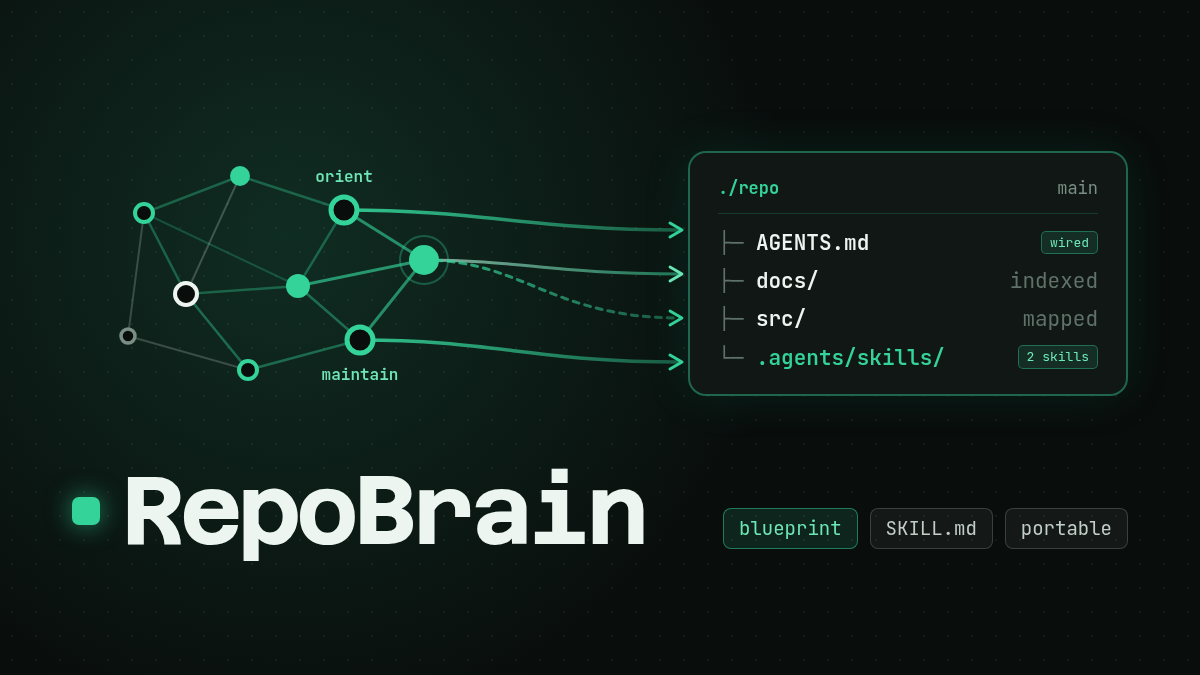 orient
maintain
./repo main
├─ AGENTS.md wired
├─ docs/ indexed
├─ src/ mapped
└─ .agents/skills/ 2 skills
RepoBrain
blueprint SKILL.md portable